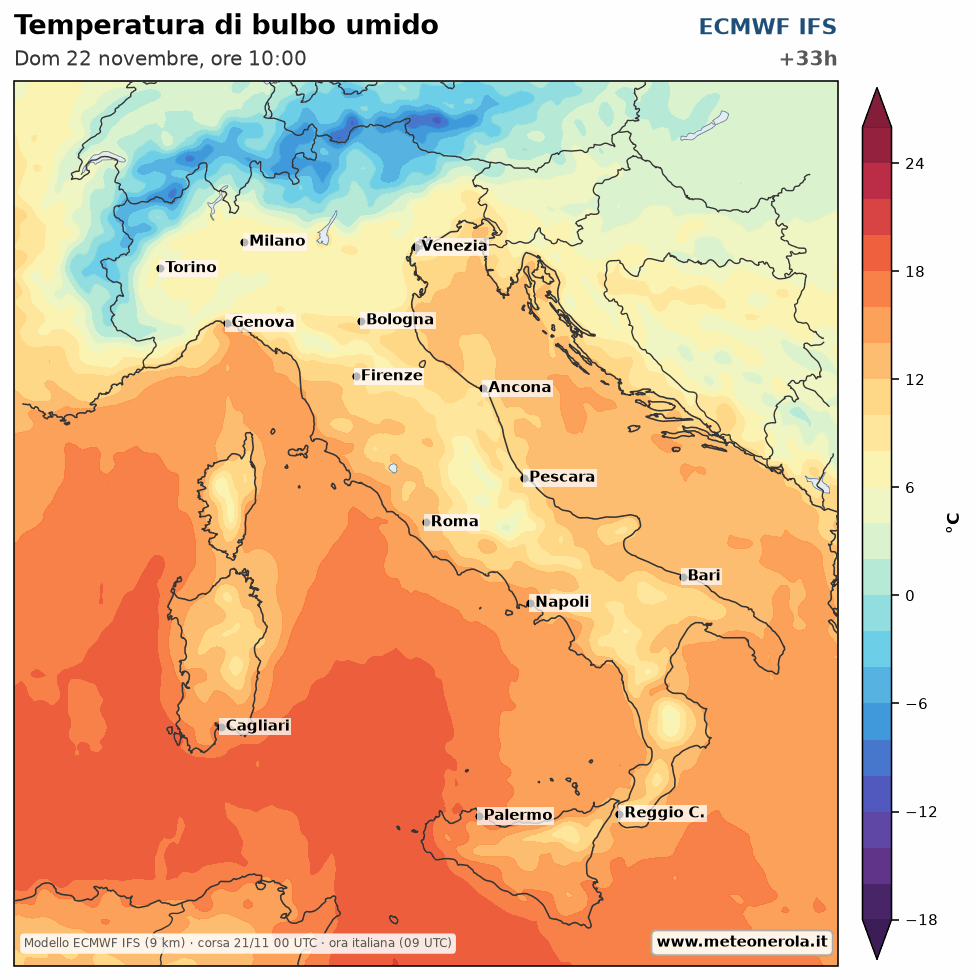 Temperatura di bulbo umido
ECMWF IFS
Dom 22 novembre, ore 10:00
+33h
Milano
Venezia
Torino
Genova
Bologna
Firenze
Ancona
Pescara
Roma
Bari
Napoli
Cagliari
Palermo
Reggio C.
24
18
12
6
0
−6
−12
−18
°C
Modello ECMWF IFS (9 km) · corsa 21/11 00 UTC · ora italiana (09 UTC)
www.meteonerola.it